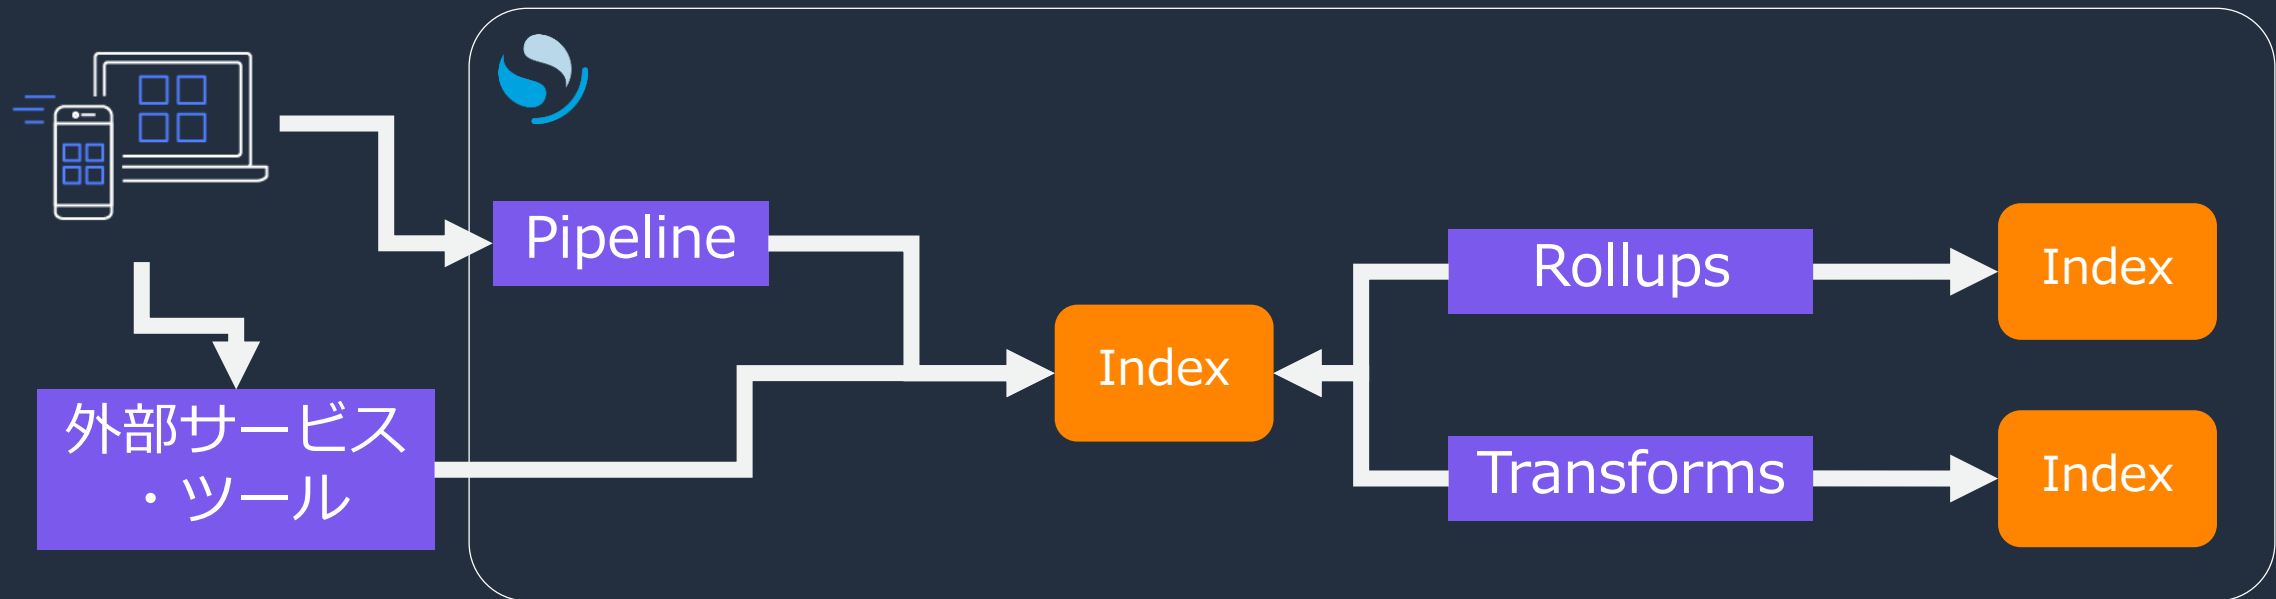 Pipeline
Rollups
Index
Index
外部サービス
・ツール
Transforms
Index